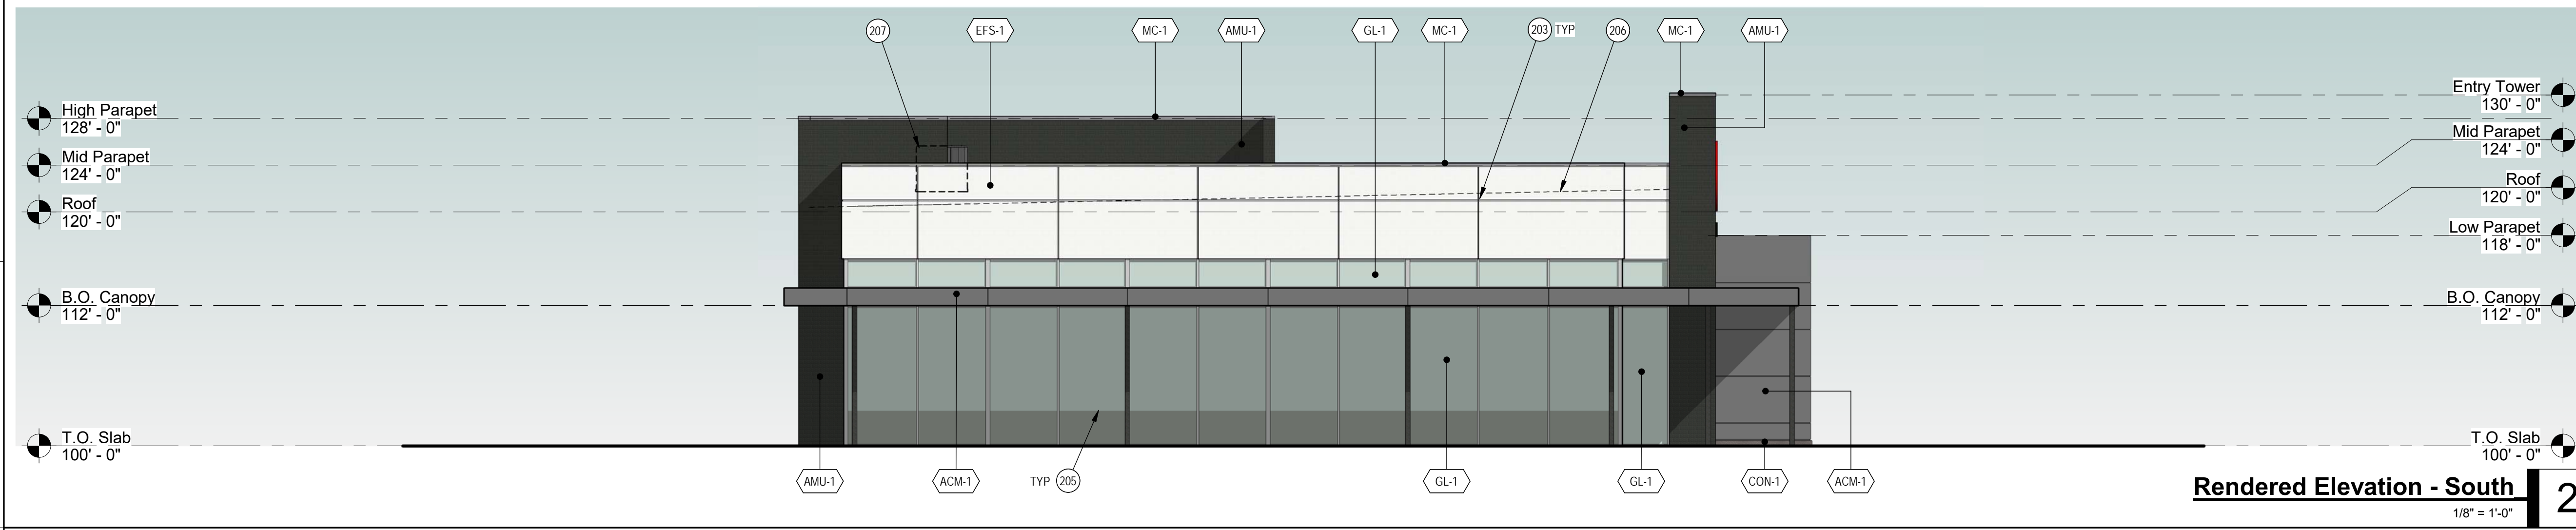 207
EFS-1
MC-1
AMU-1
GL-1
MC-1
203 TYP
206
MC-1
AMU-1
High Parapet
128' - 0"
Mid Parapet
124' - 0"
Roof
120' - 0"
B.O. Canopy
112' - 0"
T.O. Slab
100' - 0"
Entry Tower
130' - 0"
Mid Parapet
124' - 0"
Roof
120' - 0"
Low Parapet
118' - 0"
B.O. Canopy
112' - 0"
T.O. Slab
100' - 0"
AMU-1
ACM-1
TYP 205
GL-1
GL-1
CON-1
ACM-1
Rendered Elevation - South
1/8" = 1'-0"
2